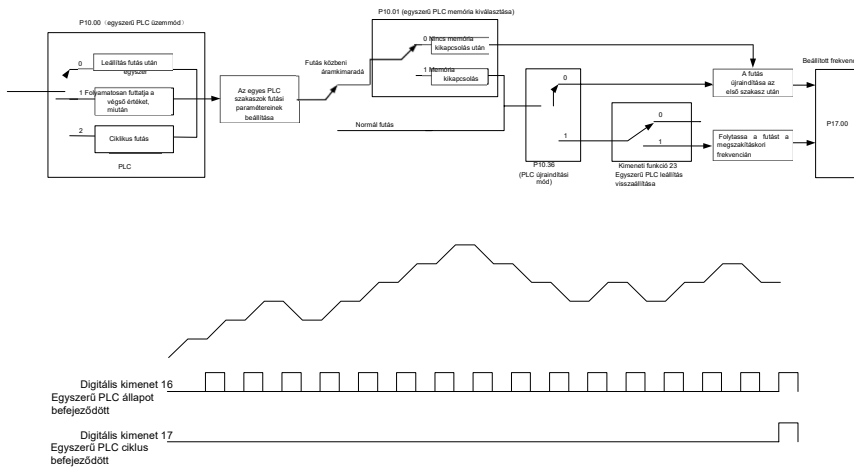 P10.00 (egyszerű PLC üzemmód)
0
Leállítás futás után
egyszer
1 Folyamatosan futtatja a
végső értéket,
miután
2
Ciklikus futás
PLC
Az egyes PLC
szakaszok futási
paramétereinek
beállítása
Futás közbeni
áramkimaradá
P10.01 (egyszerű PLC memória kiválasztása)
0 Nincs memória
kikapcsolás után
1 Memória
kikapcsolás
Normál futás
0
1
P10.36
(PLC újraindítási
mód)
0
1
Kimeneti funkció 23
Egyszerű PLC leállítás
visszaállítása
A futás
újraindítása az
első szakasz után
Folytassa a futást a
megszakításkori
frekvencián
Beállított frekvenc
P17.00
Digitális kimenet 16
Egyszerű PLC állapot
befejeződött
Digitális kimenet 17
Egyszerű PLC ciklus
befejeződött